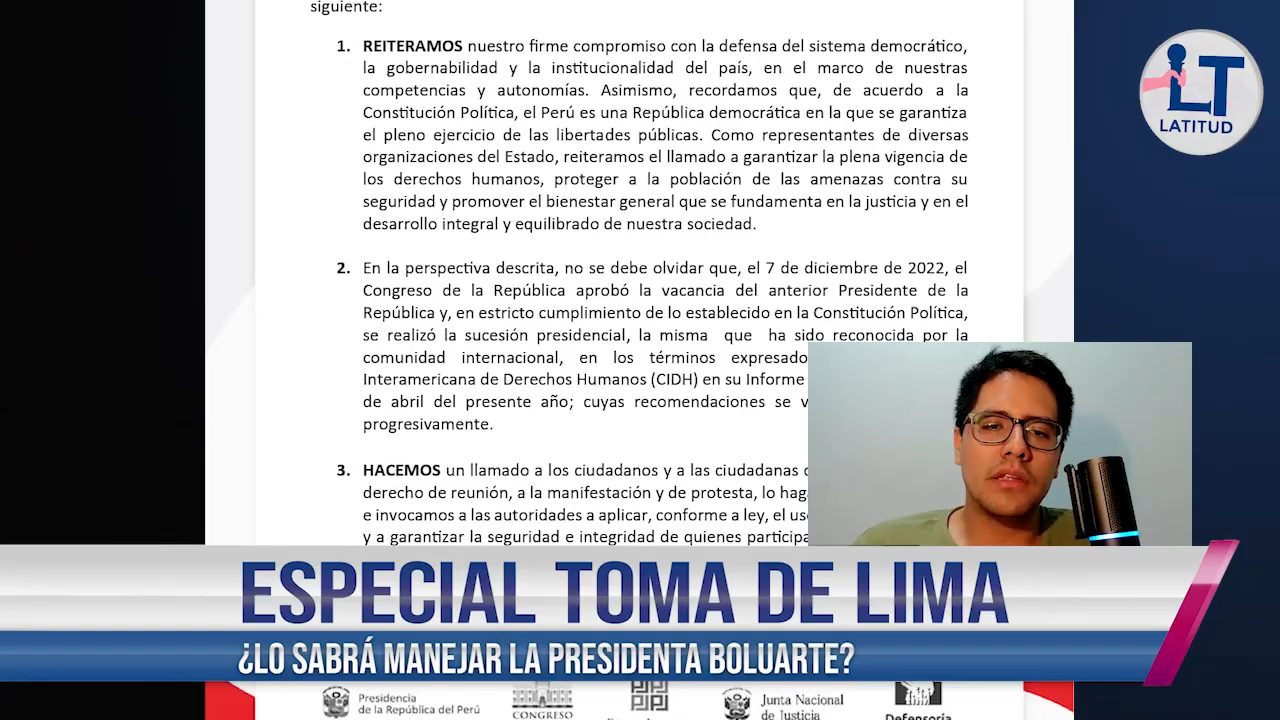 siguiente:
1. REITERAMOS nuestro firme compromiso con la defensa del sistema democrático,
la gobernabilidad y la institucionalidad del país, en el marco de nuestras
competencias y autonomías. Asimismo, recordamos que, de acuerdo a la
Constitución Política, el Perú es una República democrática en la que se garantiza
el pleno ejercicio de las libertades públicas. Como representantes de diversas
organizaciones del Estado, reiteramos el llamado a garantizar la plena vigencia de
los derechos humanos, proteger a la población de las amenazas contra su
seguridad y promover el bienestar general que se fundamenta en la justicia y en el
desarrollo integral y equilibrado de nuestra sociedad.
2. En la perspectiva descrita, no se debe olvidar que, el 7 de diciembre de 2022, el
Congreso de la República aprobó la vacancia del anterior Presidente de la
República y, en estricto cumplimiento de lo establecido en la Constitución Política,
se realizó la sucesión presidencial, la misma que ha sido reconocida por la
comunidad internacional, en los términos expresado
Interamericana de Derechos Humanos (CIDH) en su Informe
de abril del presente año; cuyas recomendaciones se v
progresivamente.
3. HACEMOS un llamado a los ciudadanos y a las ciudadanas
derecho de reunión, a la manifestación y de protesta, lo hag
e invocamos a las autoridades a aplicar, conforme a ley, el us
y a garantizar la seguridad e integridad de quienes participa
LT
LATITUD
ESPECIAL TOMA DE LIMA
¿LO SABRÁ MANEJAR LA PRESIDENTA BOLUARTE?
Presidencia
de la República del Perú
CONGRESO
Junta Nacional
de Justicia
Defensoría